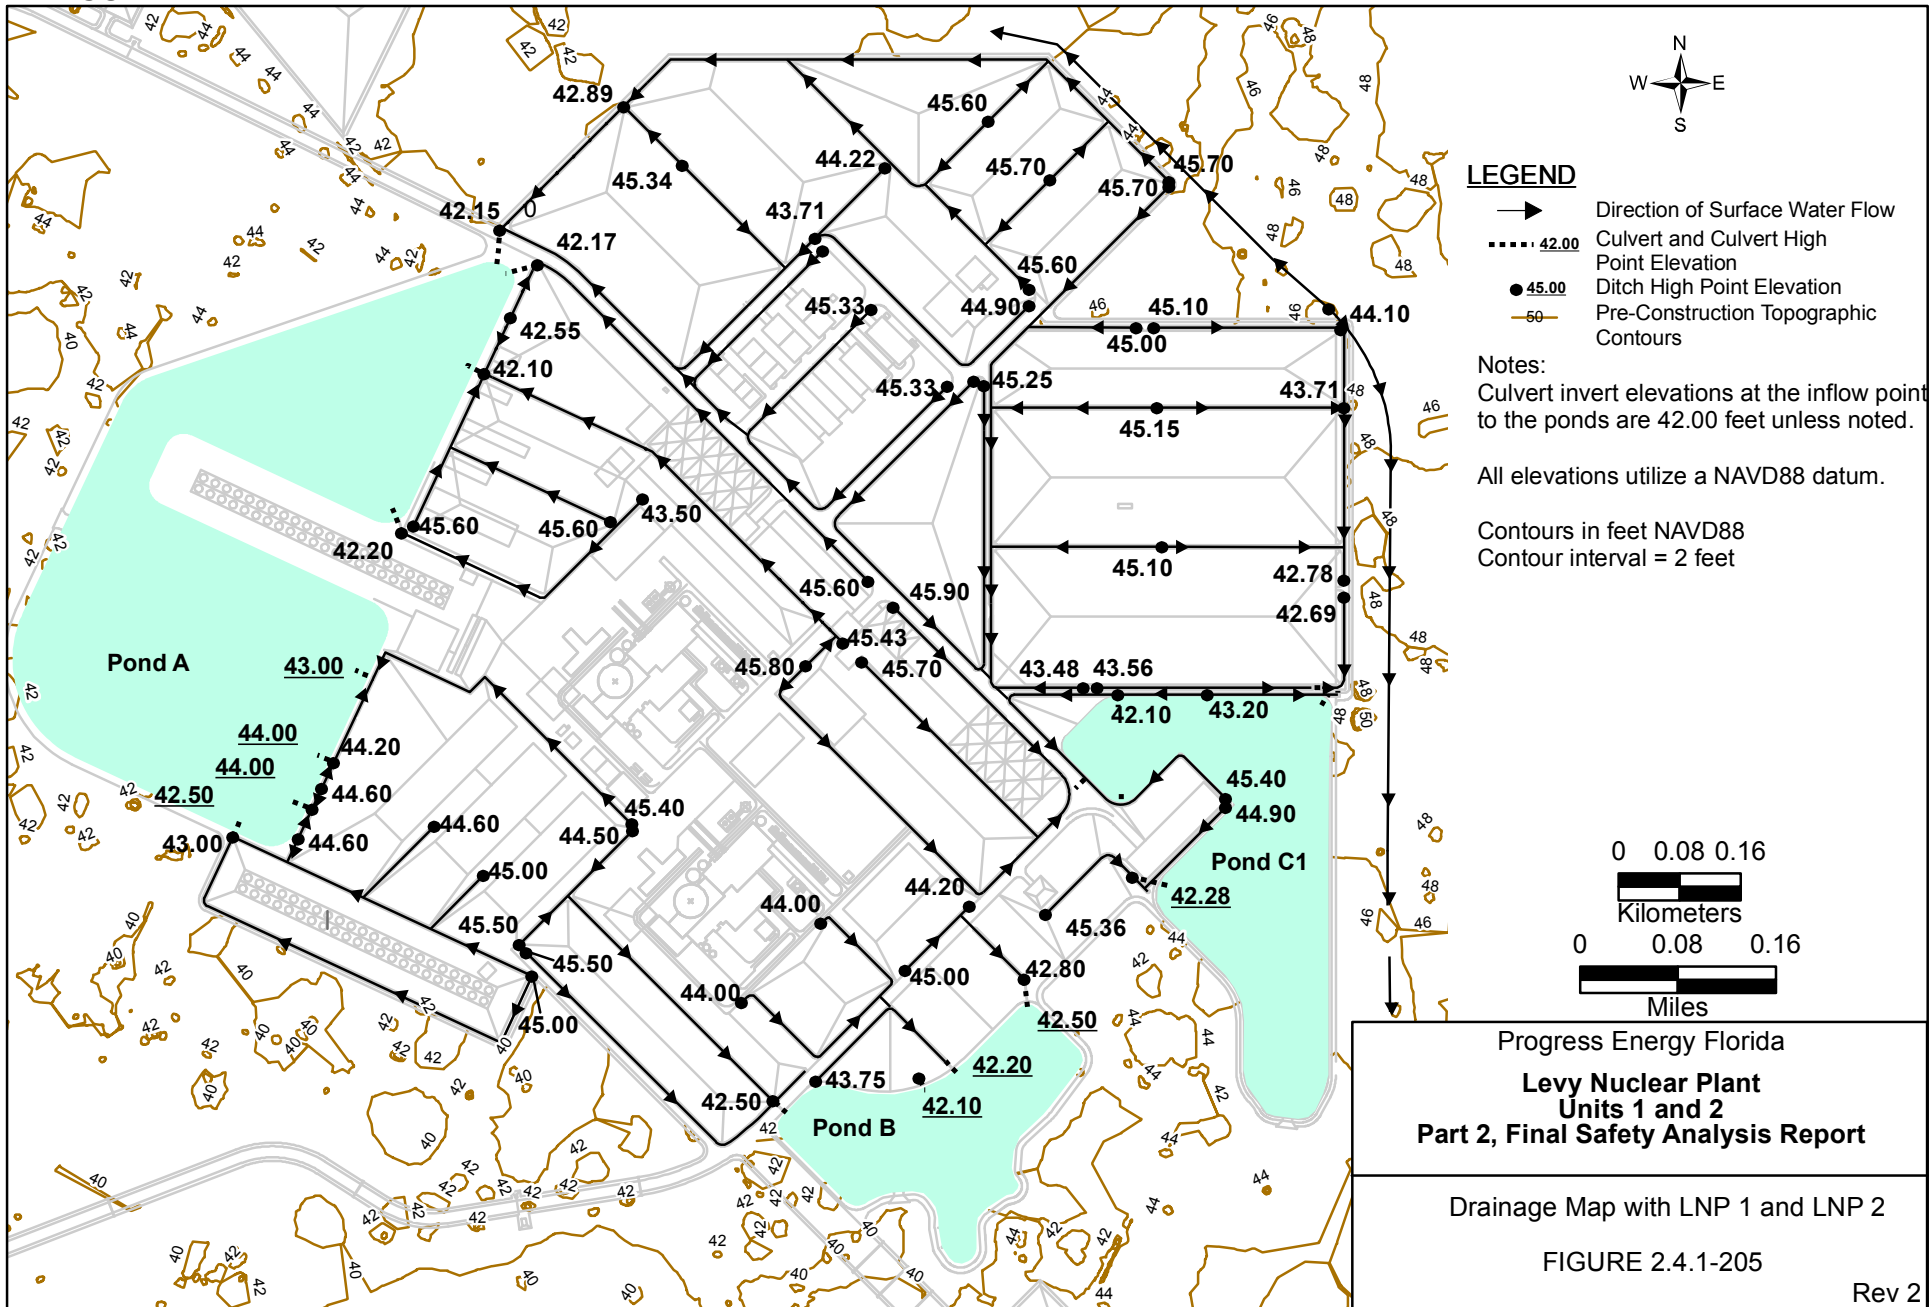 N
W E
S
LEGEND
Direction of Surface Water Flow
42.00 Culvert and Culvert High
Point Elevation
45.00 Ditch High Point Elevation
50 Pre-Construction Topographic
Contours
Notes:
Culvert invert elevations at the inflow point
to the ponds are 42.00 feet unless noted.
All elevations utilize a NAVD88 datum.
Contours in feet NAVD88
Contour interval = 2 feet
42.89
45.60
45.34
44.22
45.70
45.70
45.70
42.15
0
43.71
42.17
45.60
44.90
45.33
45.10
44.10
42.55
45.00
42.10
45.33
45.25
43.71
45.15
43.50
45.60
45.60
42.20
45.10
42.78
45.60
45.90
42.69
45.43
45.80
45.70
43.48
43.56
Pond A
43.00
42.10
43.20
44.00
44.20
44.00
42.50
44.60
45.40
45.40
44.90
43.00
44.60
44.60
44.50
45.00
Pond C1
44.20
42.28
44.00
45.50
45.36
45.50
45.00
42.80
44.00
45.00
42.50
42.20
43.75
42.10
42.50
Pond B
0 0.08 0.16
Kilometers
0 0.08 0.16
Miles
Progress Energy Florida
Levy Nuclear Plant
Units 1 and 2
Part 2, Final Safety Analysis Report
Drainage Map with LNP 1 and LNP 2
FIGURE 2.4.1-205
Rev 2